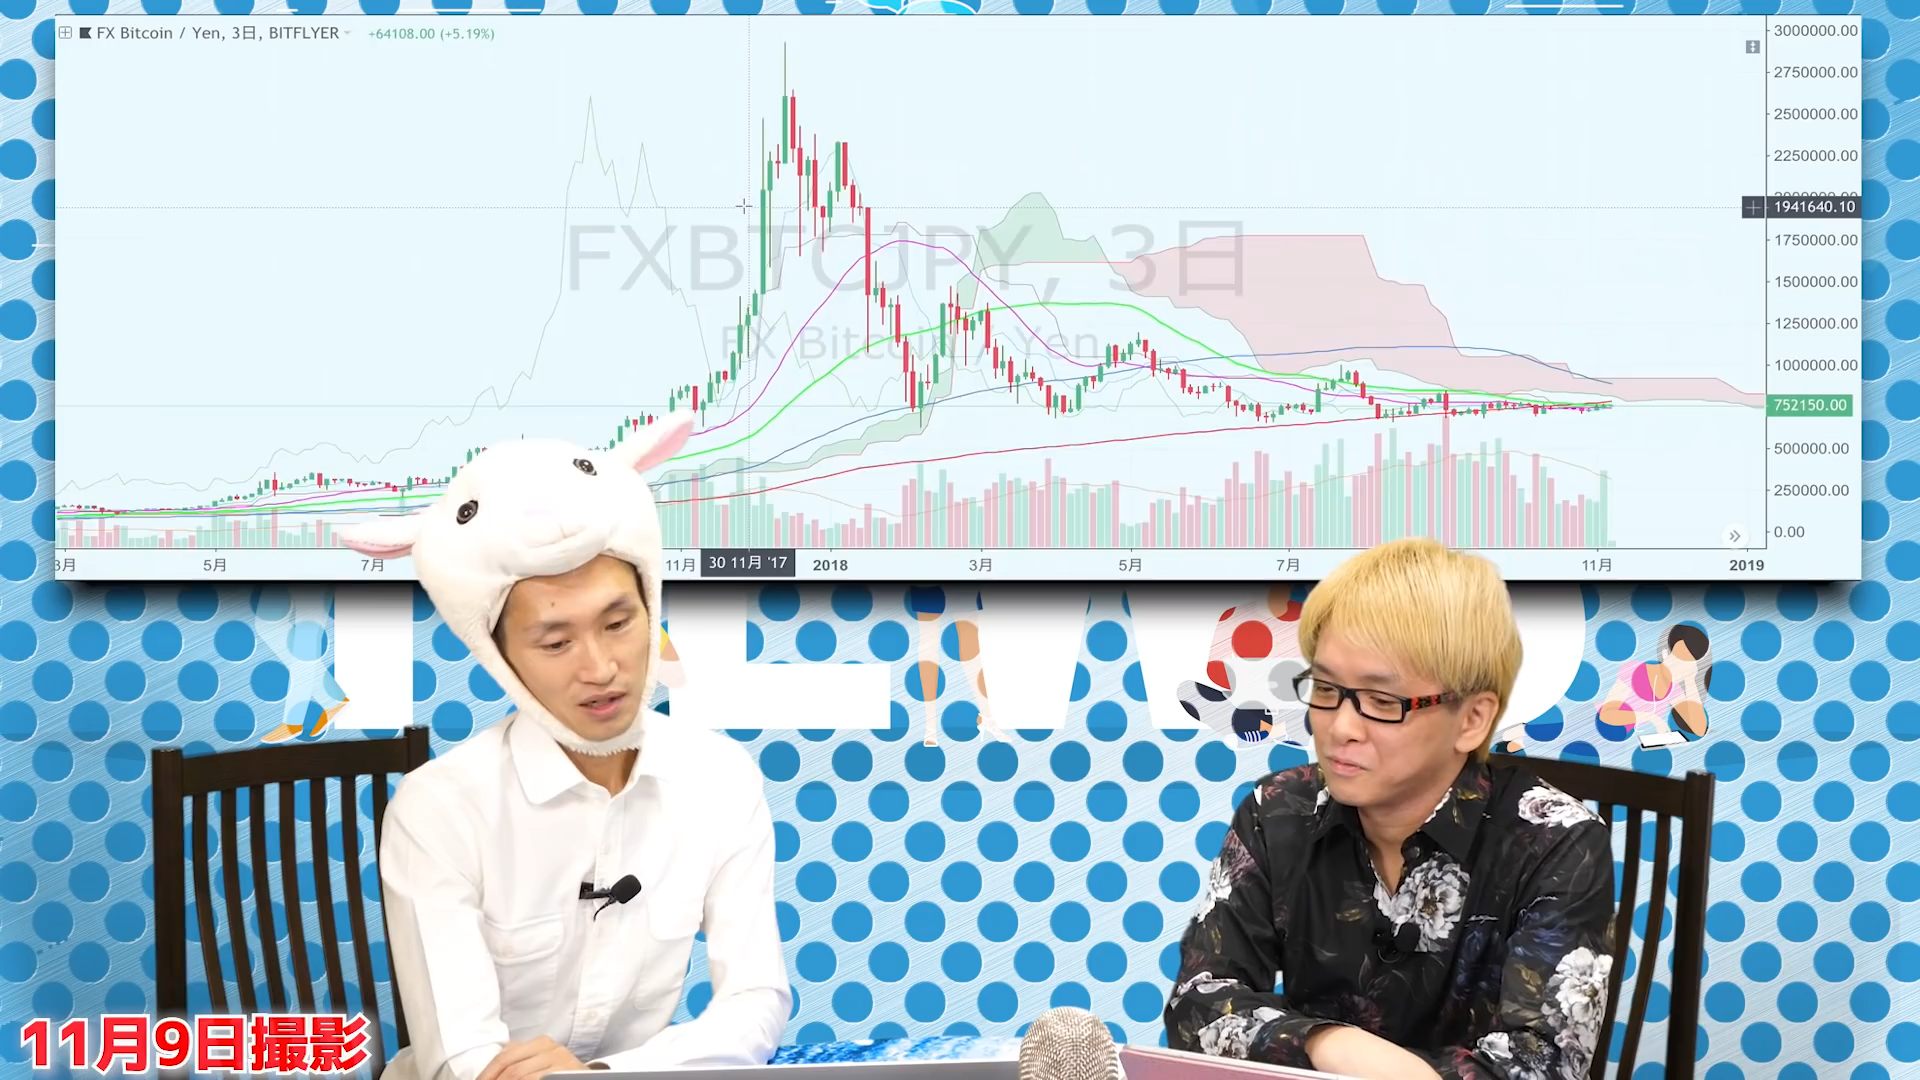 FX Bitcoin / Yen, 3日, BITFLYER +64108.00 (+5.19%)
3000000.00
2750000.00
2500000.00
2250000.00
2000000.00
1941640.10
1750000.00
1500000.00
1250000.00
1000000.00
752150.00
500000.00
250000.00
0.00
FXBTCJPY, 3日
FX Bitcoin / Yen
3月 5月 7月 11月 30 11月 '17 2018 3月 5月 7月 11月 2019
11月9日撮影